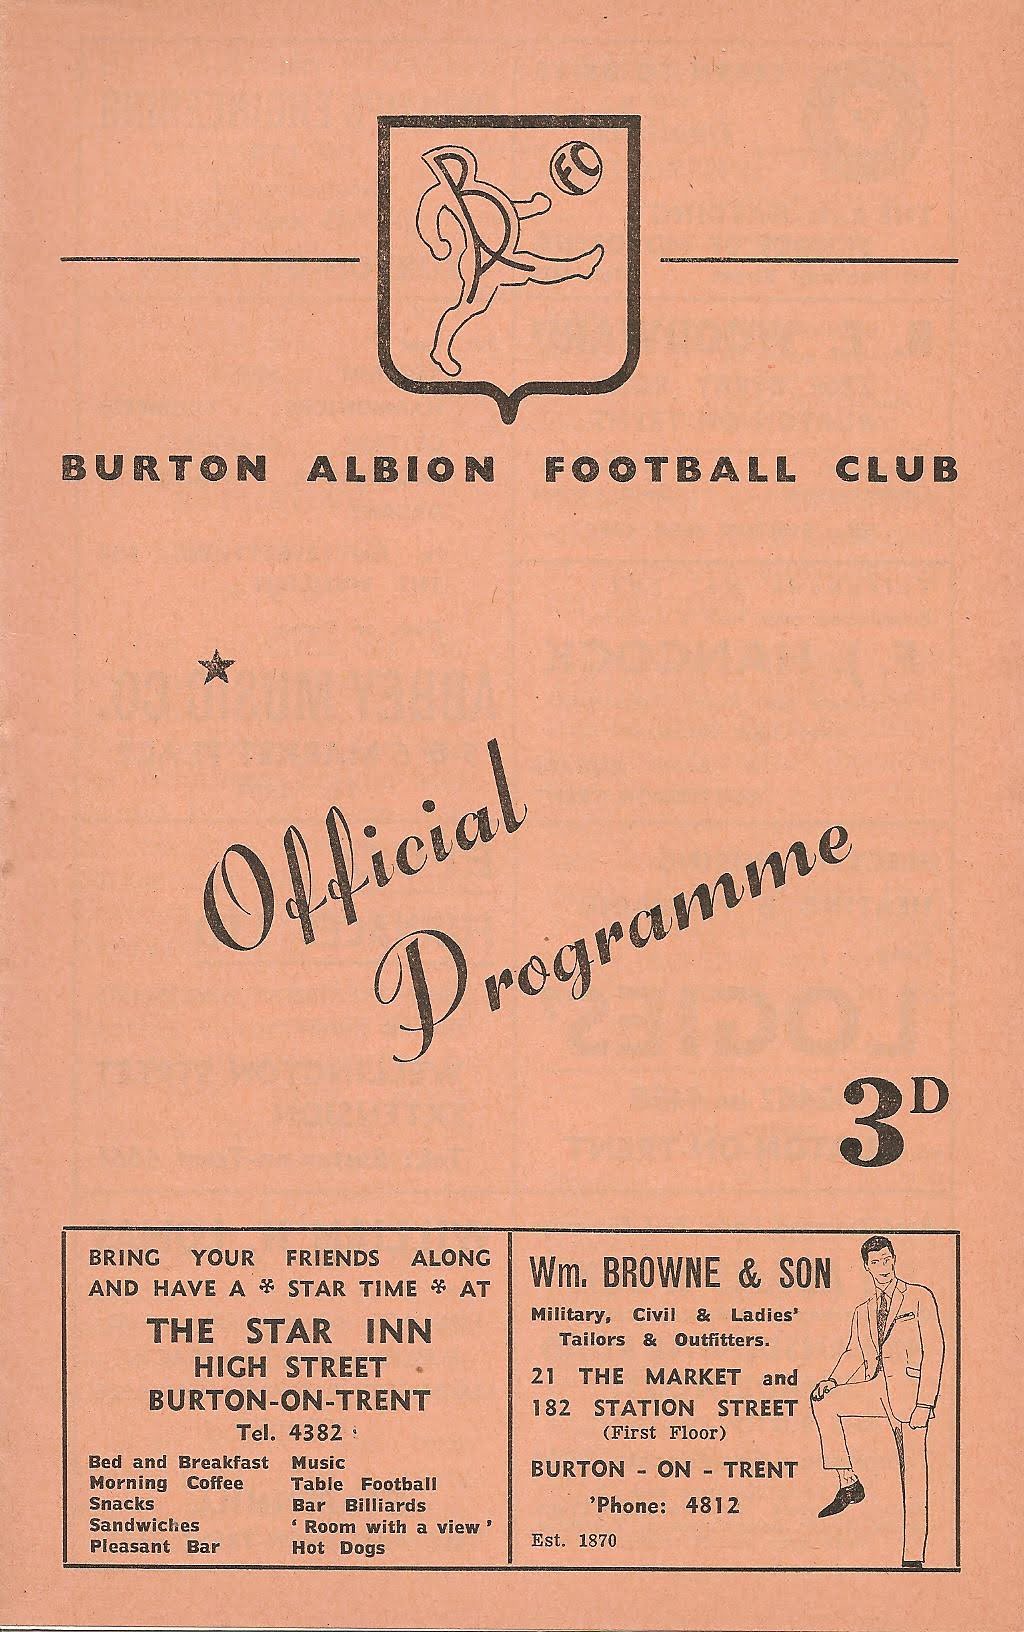 BA
FC
BURTON ALBION FOOTBALL CLUB
Official
Programme
3D
BRING YOUR FRIENDS ALONG
AND HAVE A * STAR TIME * AT
THE STAR INN
HIGH STREET
BURTON-ON-TRENT
Tel. 4382
Bed and Breakfast Music
Morning Coffee Table Football
Snacks Bar Billiards
Sandwiches ‘ Room with a view ’
Pleasant Bar Hot Dogs
Wm. BROWNE & SON
Military, Civil & Ladies’
Tailors & Outfitters.
21 THE MARKET and
182 STATION STREET
(First Floor)
BURTON - ON - TRENT
’Phone: 4812
Est. 1870